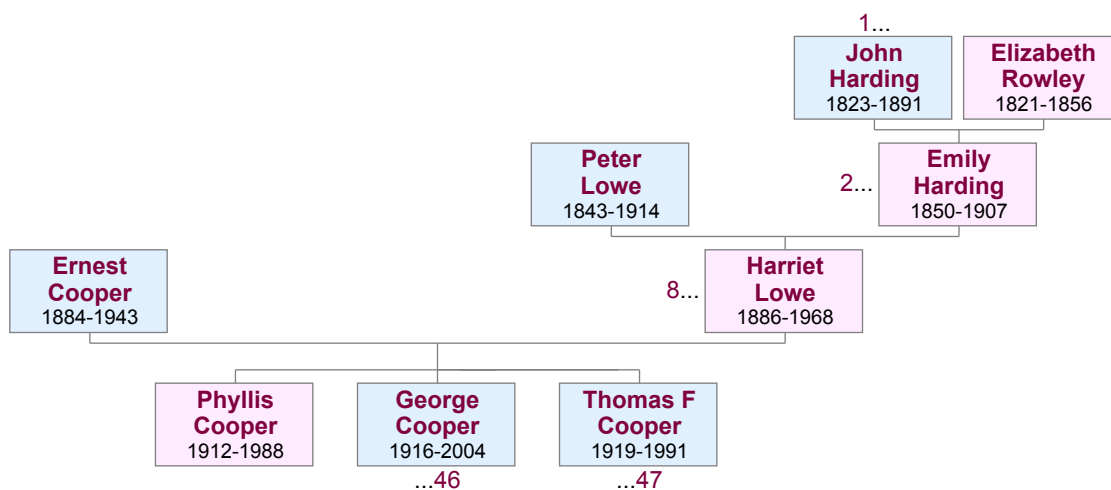 1...
John
Harding
1823-1891
Elizabeth
Rowley
1821-1856
Peter
Lowe
1843-1914
2...
Emily
Harding
1850-1907
Ernest
Cooper
1884-1943
8...
Harriet
Lowe
1886-1968
Phyllis
Cooper
1912-1988
George
Cooper
1916-2004
Thomas F
Cooper
1919-1991
...46
...47